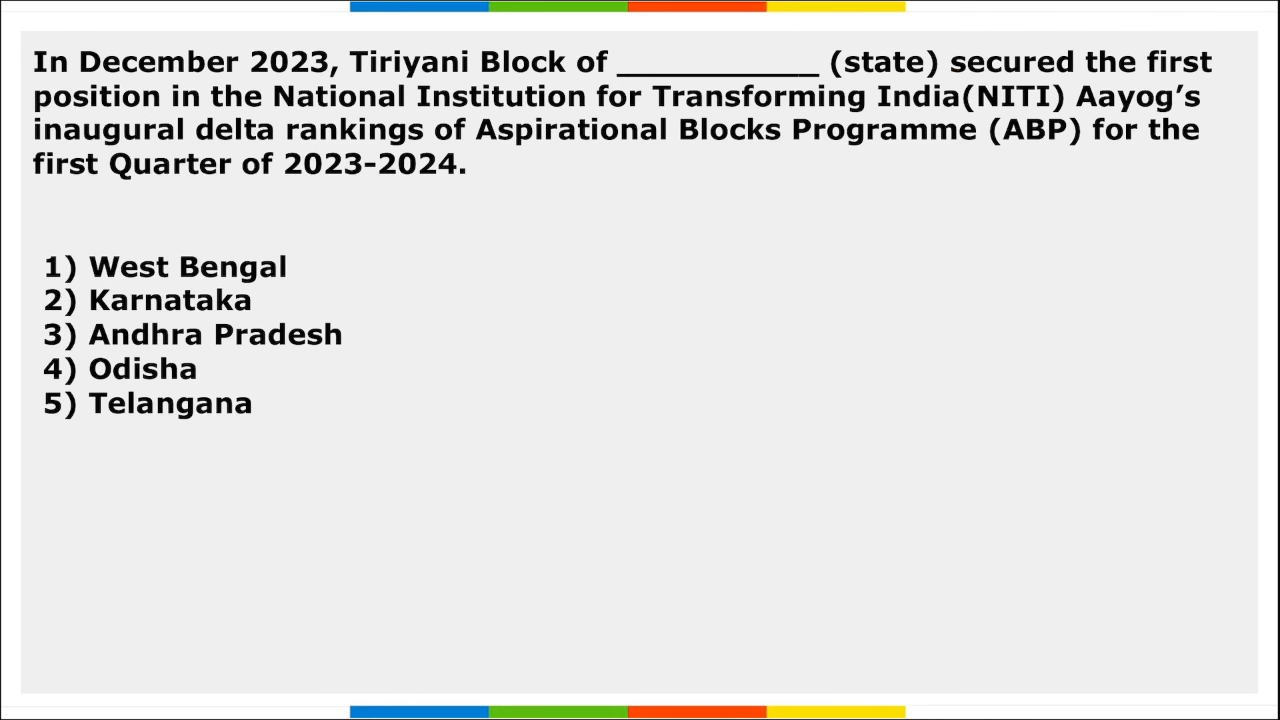 In December 2023, Tiriyani Block of ____________ (state) secured the first
position in the National Institution for Transforming India(NITI) Aayog’s
inaugural delta rankings of Aspirational Blocks Programme (ABP) for the
first Quarter of 2023-2024.
1) West Bengal
2) Karnataka
3) Andhra Pradesh
4) Odisha
5) Telangana